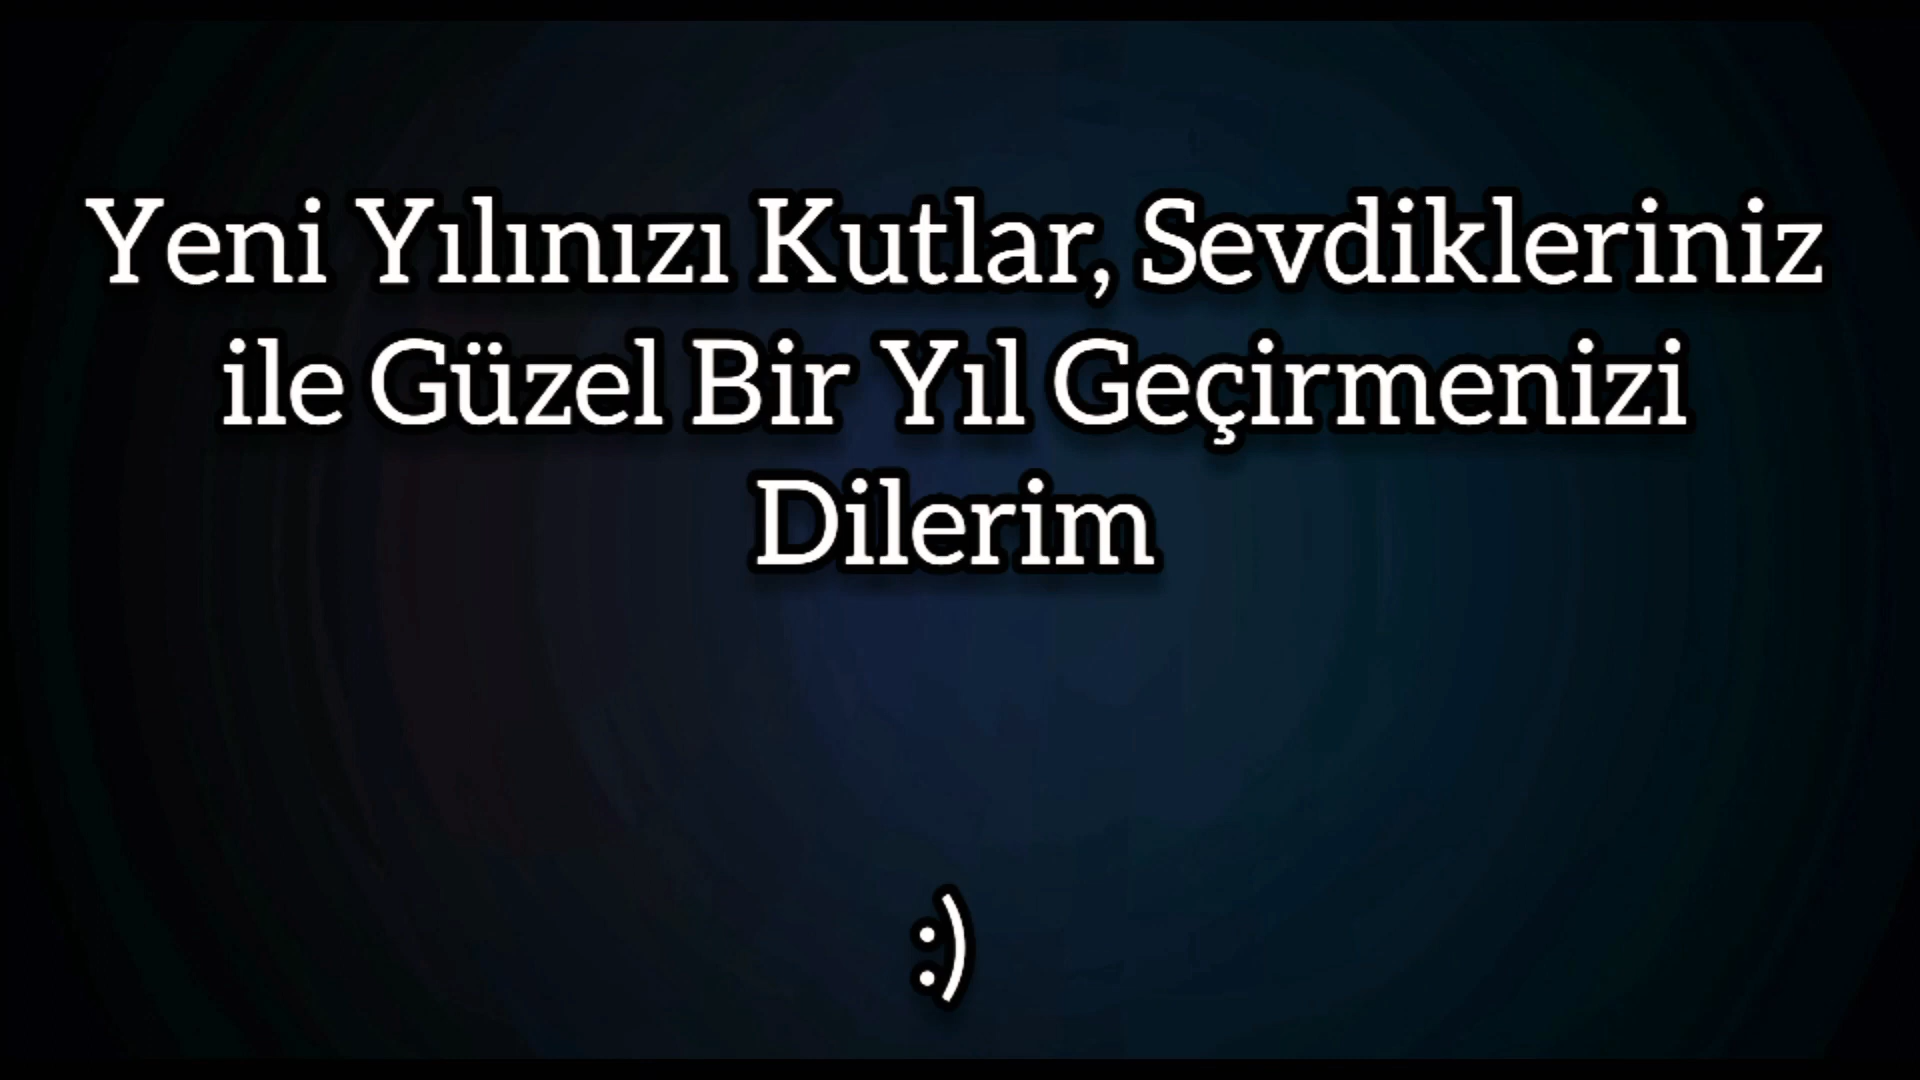 Yeni Yılınızı Kutlar, Sevdikleriniz
ile Güzel Bir Yıl Geçirmenizi
Dilerim
:)